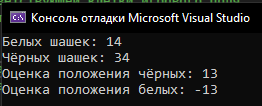 Консоль отладки Microsoft Visual Studio
Белых шашек: 14
Чёрных шашек: 34
Оценка положения чёрных: 13
Оценка положения белых: -13